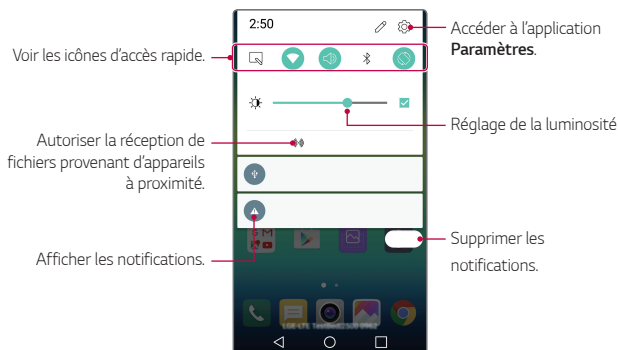 2:50
Accéder à l'application
Paramètres.
Voir les icônes d'accès rapide.
Réglage de la luminosité
Autoriser la réception de
fichiers provenant d'appareils
à proximité.
Afficher les notifications.
Supprimer les
notifications.